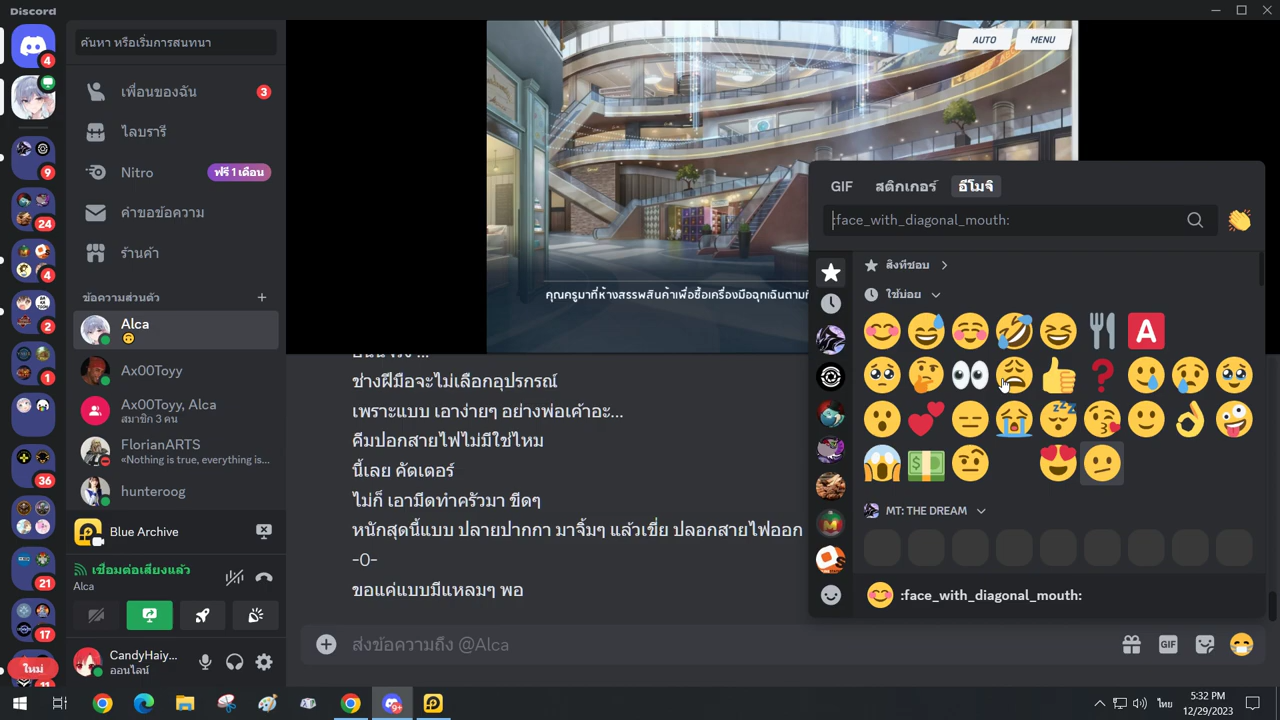 Discord
4
ค้นหา หรือเริ่มการสนทนา
เพื่อนของฉัน
3
ไลบรารี
Nitro
ฟรี 1 เดือน
คำขอข้อความ
ร้านค้า
ข้อความส่วนตัว
Alca
Ax00Toyy
Ax00Toyy, Alca
สมาชิก 3 คน
FlorianARTS
«Nothing is true, everything is...
hunteroog
Blue Archive
เชื่อมต่อเสียงแล้ว
Alca
CandyHaiy...
ออนไลน์
9
24
4
2
1
36
21
17
ใหม่
AUTO
MENU
คุณครูมาที่ห้างสรรพสินค้าเพื่อซื้อเครื่องมือฉุกเฉินตาม
ช่างฝีมือจะไม่เลือกอุปรกรณ์
เพราะแบบ เอาง่ายๆ อย่างพ่อเค้าอะ...
คีมปอกสายไฟไม่มีใช่ไหม
นี้เลย คัตเตอร์
ไม่ก็ เอามีดทำครัวมา ขีดๆ
หนักสุดนี้แบบ ปลายปากกา มาจิ้มๆ แล้วเขี่ย ปลอกสายไฟออก
-0-
ขอแค่แบบมีแหลมๆ พอ
ส่งข้อความถึง @Alca
GIF
GIF
สติกเกอร์
อีโมจิ
:face_with_diagonal_mouth:
สิ่งที่ชอบ
ใช้บ่อย
A
MT: THE DREAM
:face_with_diagonal_mouth:
9+
ไทย
5:32 PM
12/29/2023